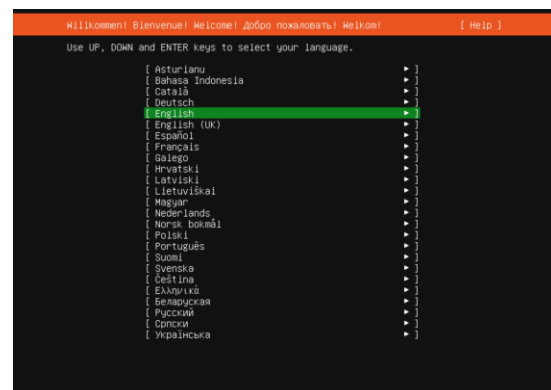 Willkommen! Bienvenue! Welcome! Добро пожаловать! Welkom! [ Help ]
Use UP, DOWN and ENTER keys to select your language.
[ Asturianu ► ]
[ Bahasa Indonesia ► ]
[ Català ► ]
[ Deutsch ► ]
[ English ► ]
[ English (UK) ► ]
[ Español ► ]
[ Français ► ]
[ Galego ► ]
[ Hrvatski ► ]
[ Latviski ► ]
[ Lietuviškai ► ]
[ Magyar ► ]
[ Nederlands ► ]
[ Norsk bokmål ► ]
[ Polski ► ]
[ Português ► ]
[ Suomi ► ]
[ Svenska ► ]
[ Čeština ► ]
[ Ελληνικά ► ]
[ Беларуская ► ]
[ Русский ► ]
[ Српски ► ]
[ Українська ► ]